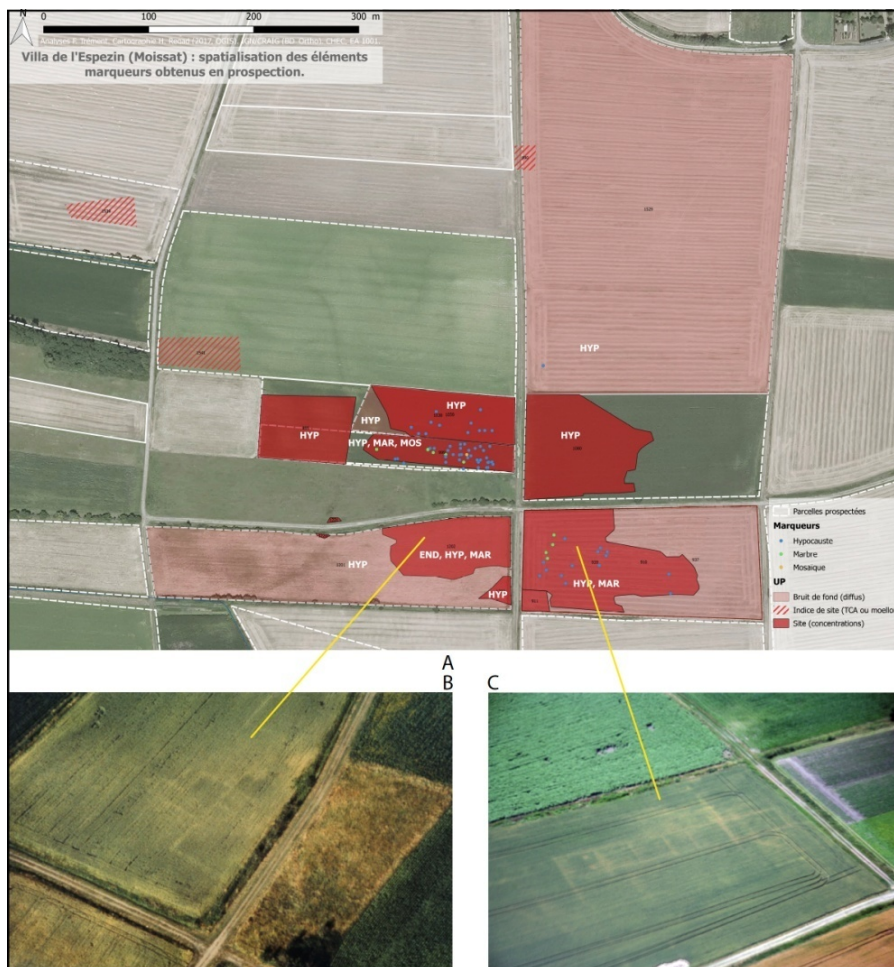 0 100 200 300 m
Villa de l'Espezin (Moissat) : spatialisation des éléments
marqueurs obtenus en prospection.
HYP
HYP
HYP
HYP
HYP, MAR, MOS
HYP
END, HYP, MAR
HYP
HYP
HYP, MAR
Parcelles prospectées
Marqueurs
Hypocauste
Marbre
Mosaïque
UP
Bruit de fond (diffus)
Indice de site (TCA ou moello
Site (concentrations)
A
B
C